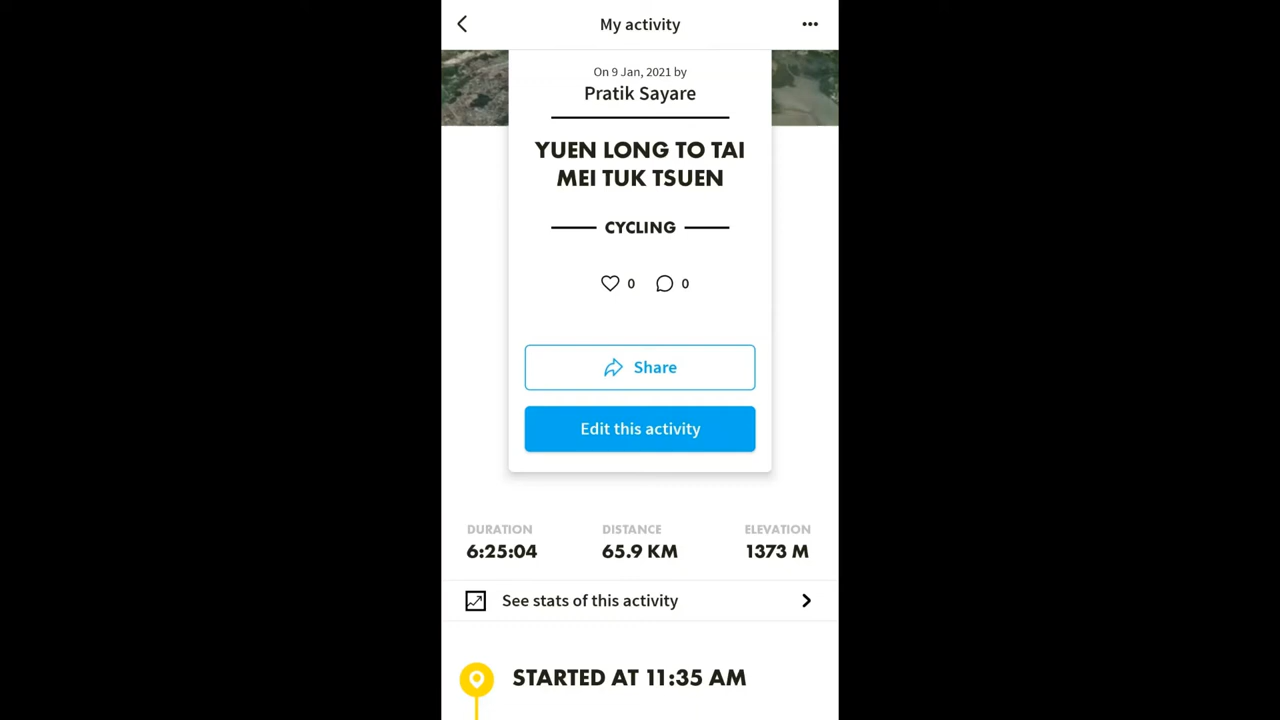 My activity
On 9 Jan, 2021 by
Pratik Sayare
YUEN LONG TO TAI
MEI TUK TSUEN
CYCLING
0 0
Share
Edit this activity
DURATION DISTANCE ELEVATION
6:25:04 65.9 KM 1373 M
See stats of this activity
STARTED AT 11:35 AM